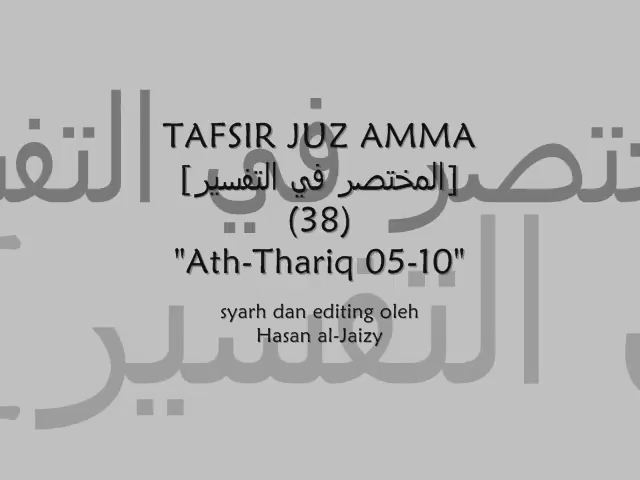 TAFSIR JUZ AMMA
[المختصر في التفسير]
(38)
"Ath-Thariq 05-10"
syarh dan editing oleh
Hasan al-Jaizy